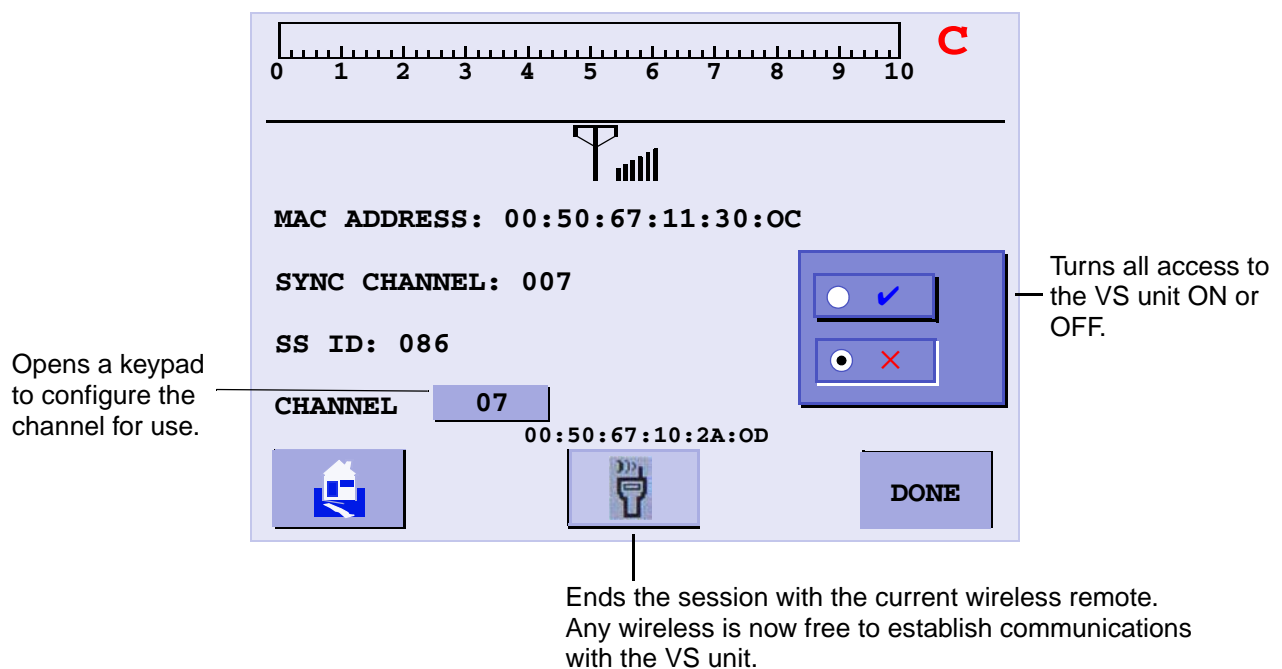 C
0 1 2 3 4 5 6 7 8 9 10
MAC ADDRESS: 00:50:67:11:30:OC
SYNC CHANNEL: 007
Turns all access to
the VS unit ON or
OFF.
SS ID: 086
Opens a keypad
to configure the
channel for use.
CHANNEL 07
00:50:67:10:2A:OD
DONE
Ends the session with the current wireless remote.
Any wireless is now free to establish communications
with the VS unit.